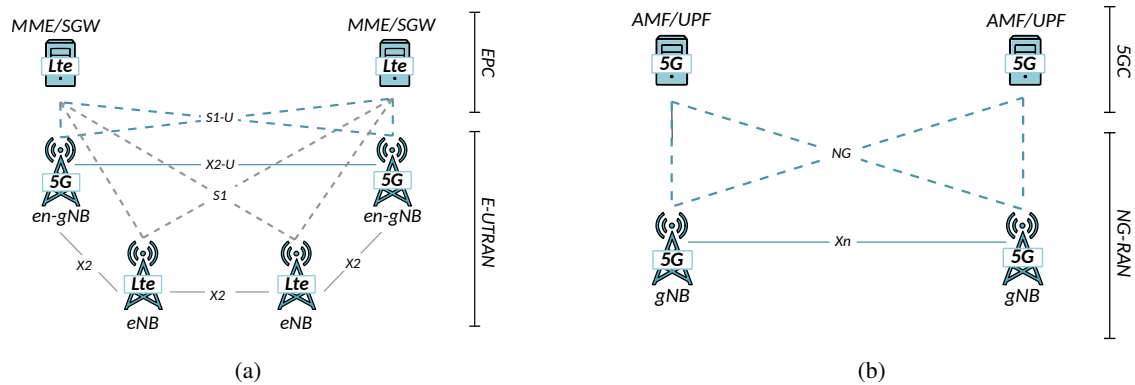 MME/SGW
MME/SGW
Lte
Lte
EPC
S1-U
X2-U
5G
5G
en-gNB
en-gNB
S1
E-UTRAN
X2
X2
Lte
Lte
X2
eNB
eNB
(a)
AMF/UPF
AMF/UPF
5G
5G
5GC
NG
Xn
5G
5G
gNB
gNB
NG-RAN
(b)